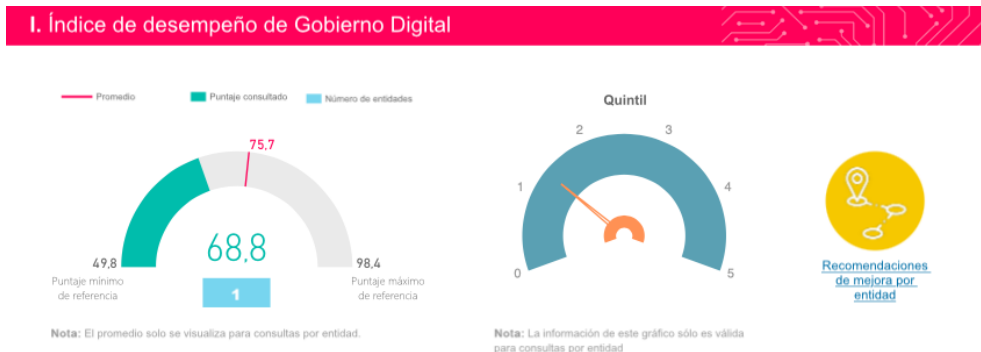 I. Índice de desempeño de Gobierno Digital
Promedio
Puntaje consultado
Número de entidades
75,7
68,8
1
49,8
Puntaje mínimo
de referencia
98,4
Puntaje máximo
de referencia
Nota: El promedio solo se visualiza para consultas por entidad.
Quintil
0
1
2
3
4
5
Nota: La información de este gráfico sólo es válida
para consultas por entidad
Recomendaciones
de mejora por
entidad